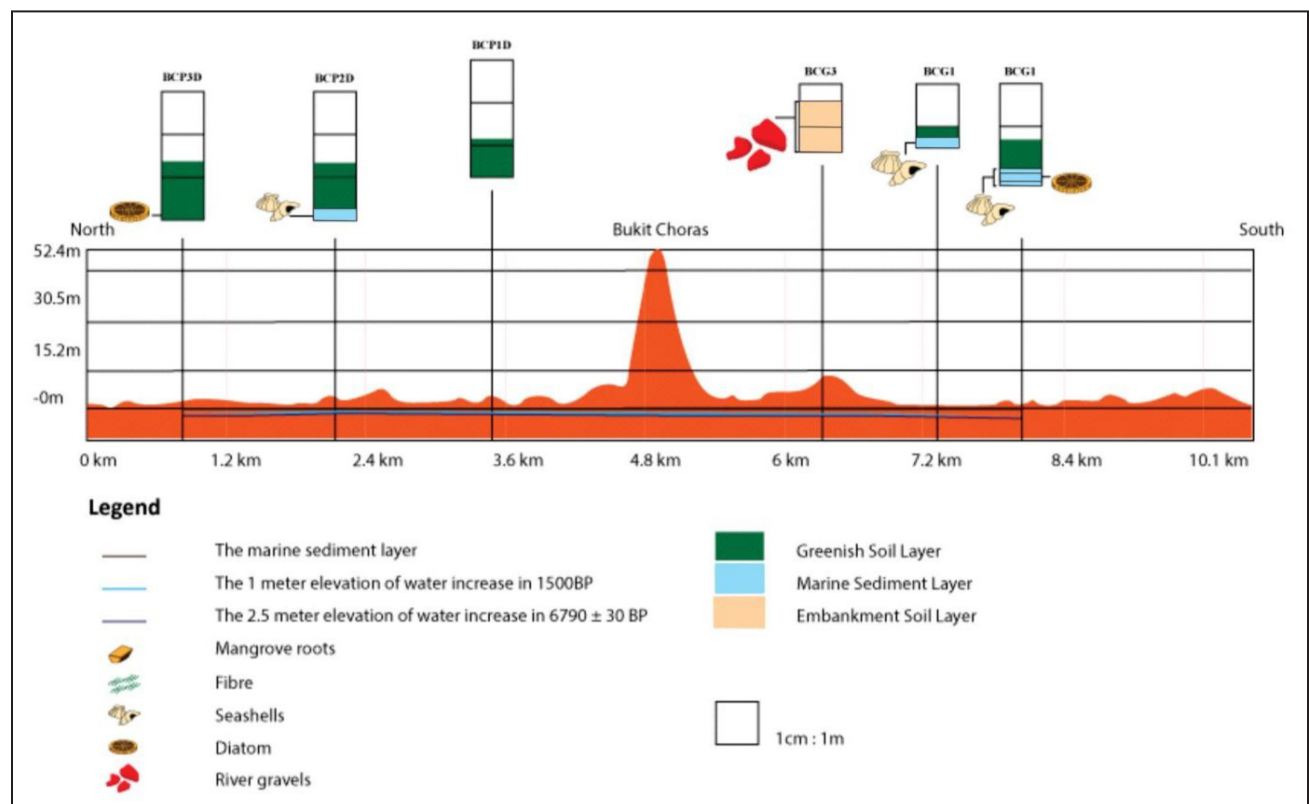 BCP3D
BCP2D
BCP1D
BCG3
BCG1
BCG1
North
Bukit Choras
South
52.4m
30.5m
15.2m
-0m
0 km
1.2 km
2.4 km
3.6 km
4.8 km
6 km
7.2 km
8.4 km
10.1 km
Legend
The marine sediment layer
The 1 meter elevation of water increase in 1500BP
The 2.5 meter elevation of water increase in 6790 ± 30 BP
Mangrove roots
Fibre
Seashells
Diatom
River gravels
Greenish Soil Layer
Marine Sediment Layer
Embankment Soil Layer
1cm : 1m